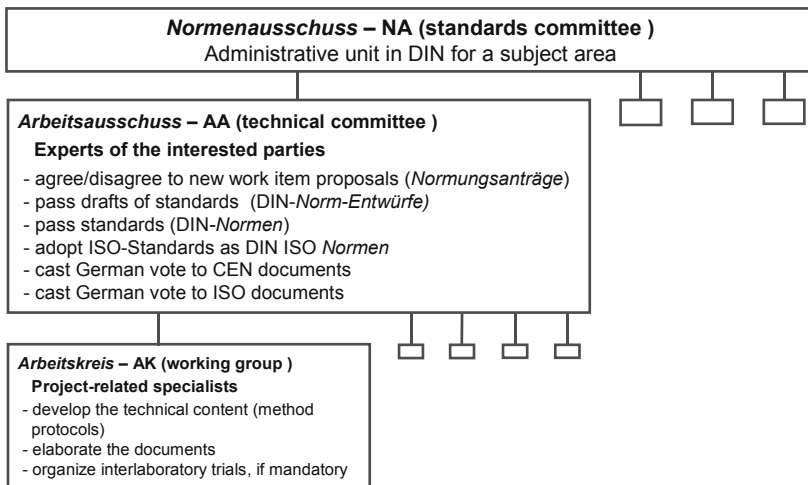 Normenausschuss – NA (standards committee )
Administrative unit in DIN for a subject area
Arbeitsausschuss – AA (technical committee )
Experts of the interested parties
- agree/disagree to new work item proposals (Normungsanträge)
- pass drafts of standards (DIN-Norm-Entwürfe)
- pass standards (DIN-Normen)
- adopt ISO-Standards as DIN ISO Normen
- cast German vote to CEN documents
- cast German vote to ISO documents
Arbeitskreis – AK (working group )
Project-related specialists
- develop the technical content (method
protocols)
- elaborate the documents
- organize interlaboratory trials, if mandatory